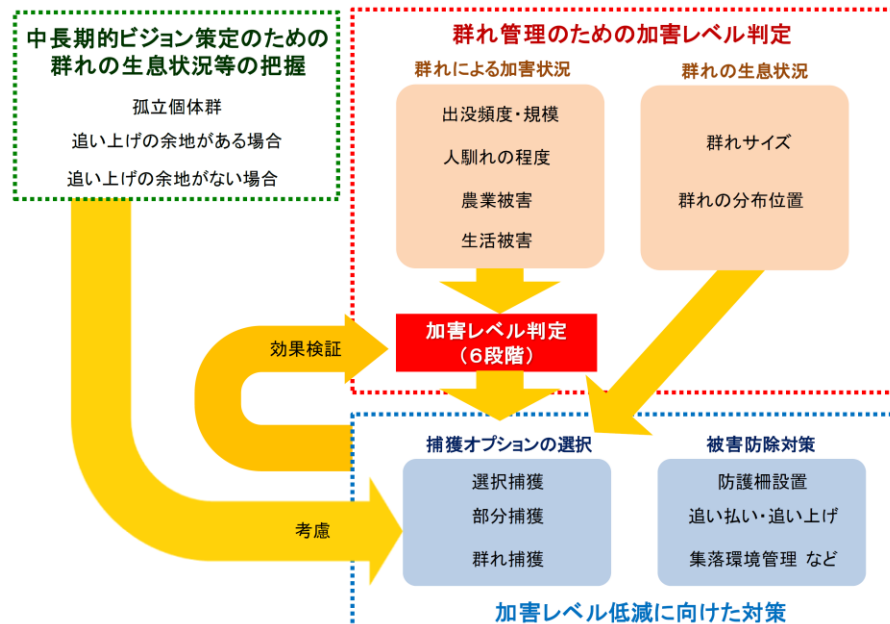 中長期的ビジョン策定のための
群れの生息状況等の把握
孤立個体群
追い上げの余地がある場合
追い上げの余地がない場合
群れ管理のための加害レベル判定
群れによる加害状況
出没頻度・規模
人馴れの程度
農業被害
生活被害
群れの生息状況
群れサイズ
群れの分布位置
加害レベル判定
（６段階）
効果検証
考慮
捕獲オプションの選択
選択捕獲
部分捕獲
群れ捕獲
被害防除対策
防護柵設置
追い払い・追い上げ
集落環境管理 など
加害レベル低減に向けた対策